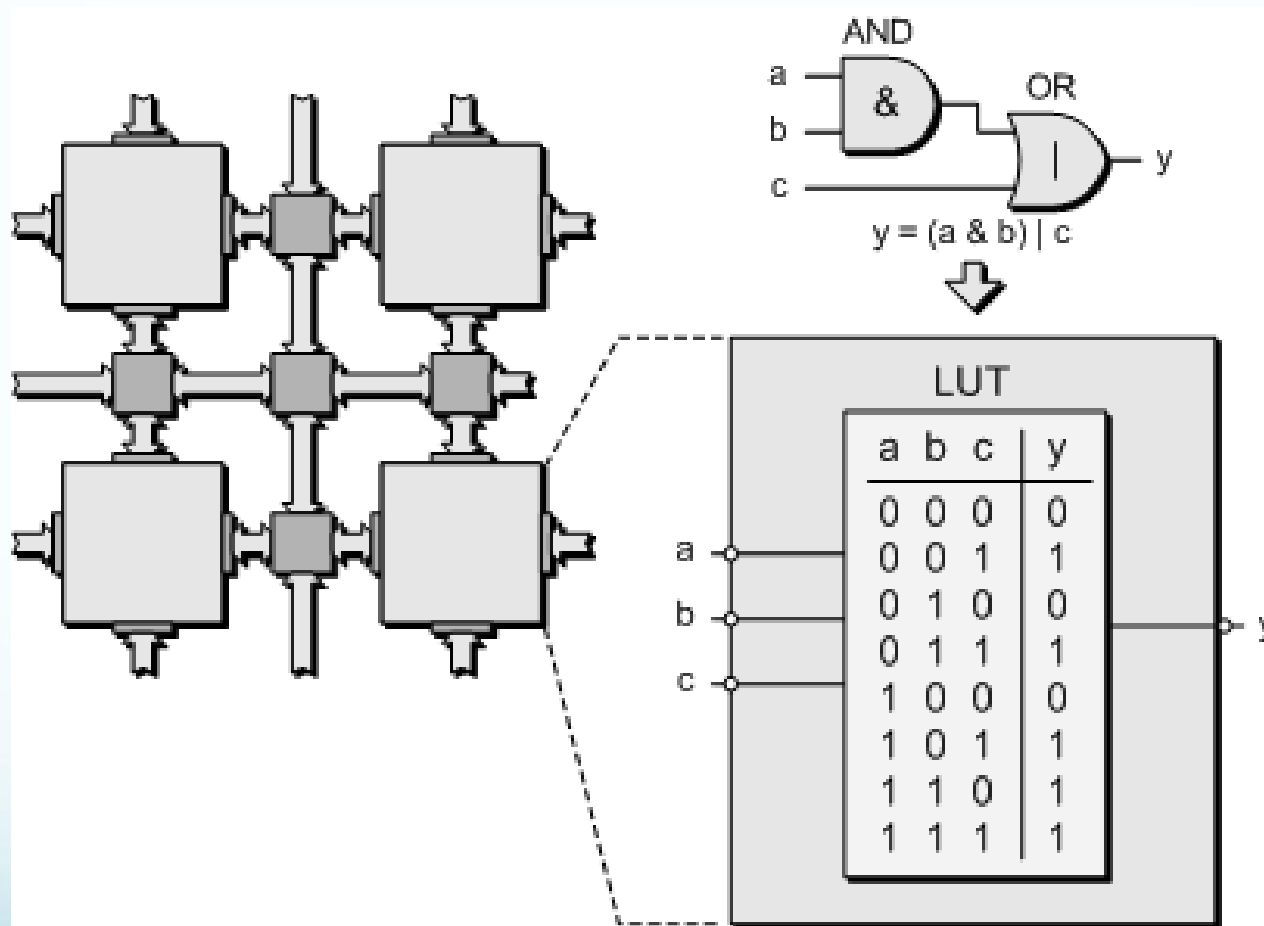 AND
a
&
OR
b
|
y
c
y = (a & b) | c
LUT
a b c y
0 0 0 0
0 0 1 1
0 1 0 0
0 1 1 1
1 0 0 0
1 0 1 1
1 1 0 1
1 1 1 1
a
b
c
y